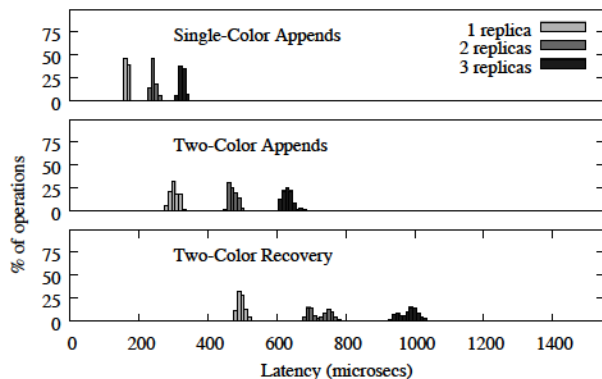 Single-Color Appends
1 replica
2 replicas
3 replicas
75
50
25
0
Two-Color Appends
75
50
25
0
Two-Color Recovery
75
50
25
0
% of operations
0 200 400 600 800 1000 1200 1400
Latency (microsecs)